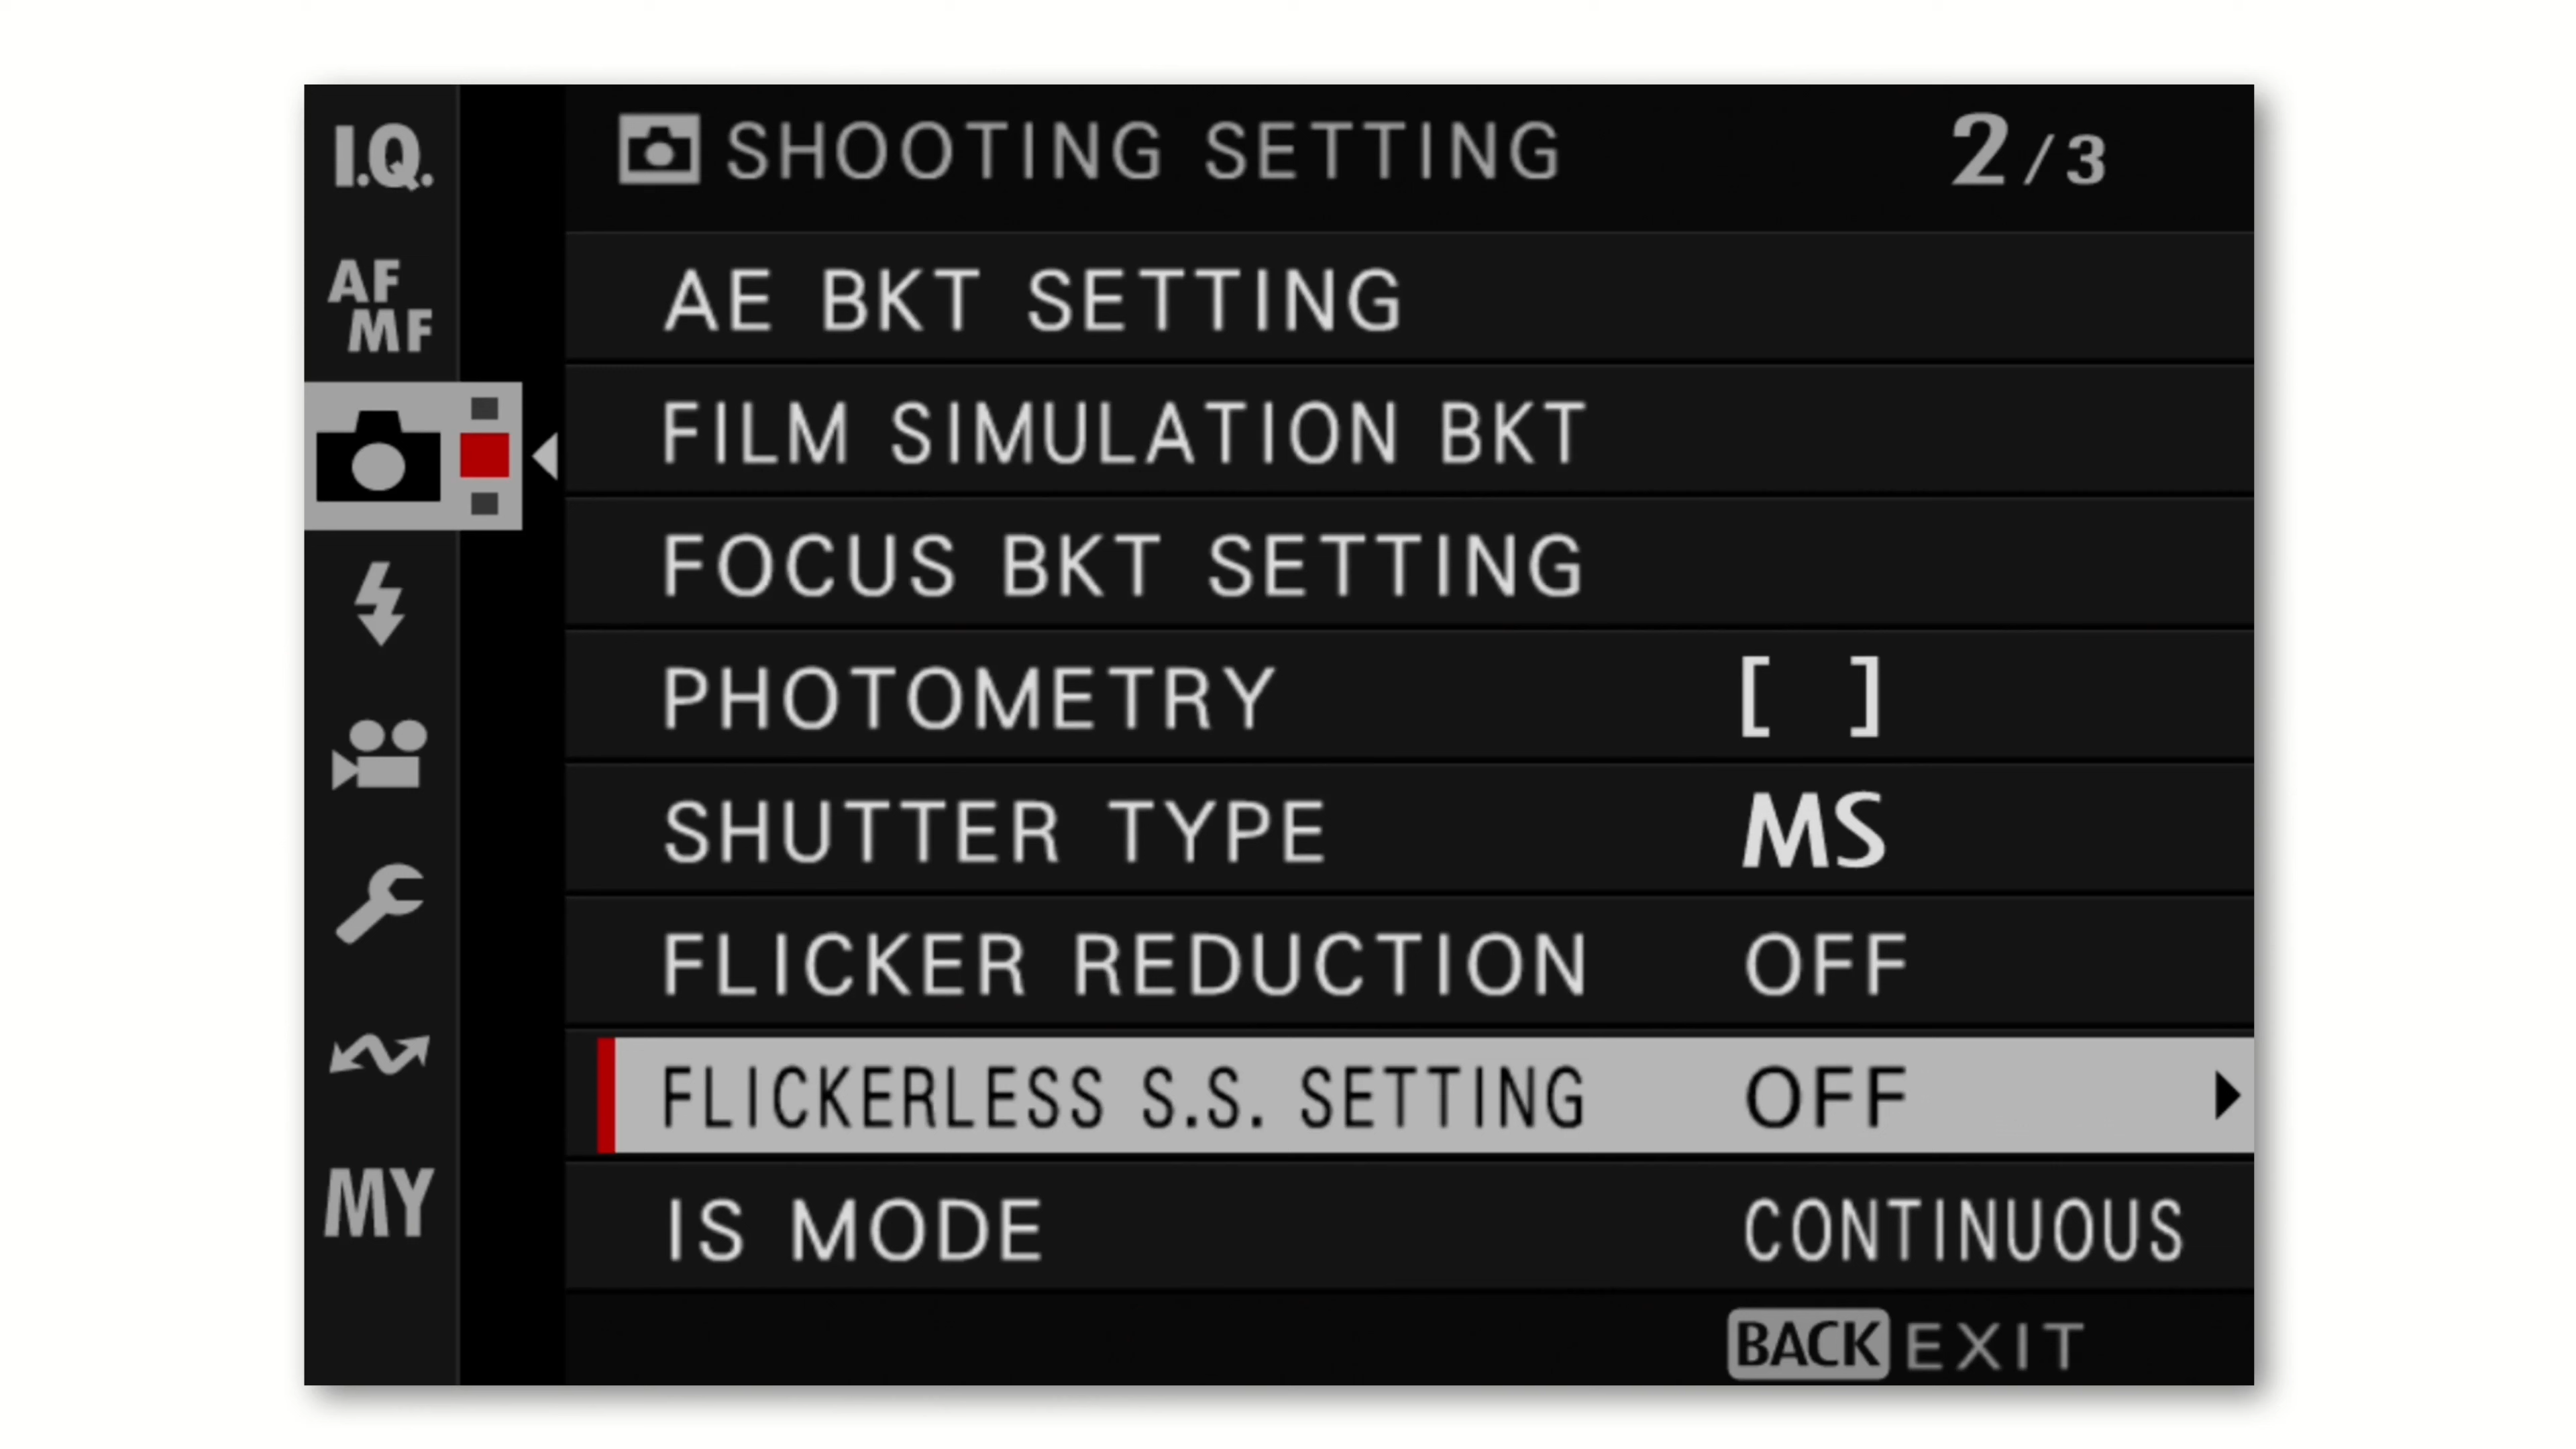 I.Q.
SHOOTING SETTING 2/3
AF
MF
AE BKT SETTING
FILM SIMULATION BKT
FOCUS BKT SETTING
PHOTOMETRY [ ]
SHUTTER TYPE MS
FLICKER REDUCTION OFF
FLICKERLESS S.S. SETTING OFF
MY
IS MODE CONTINUOUS
BACK EXIT